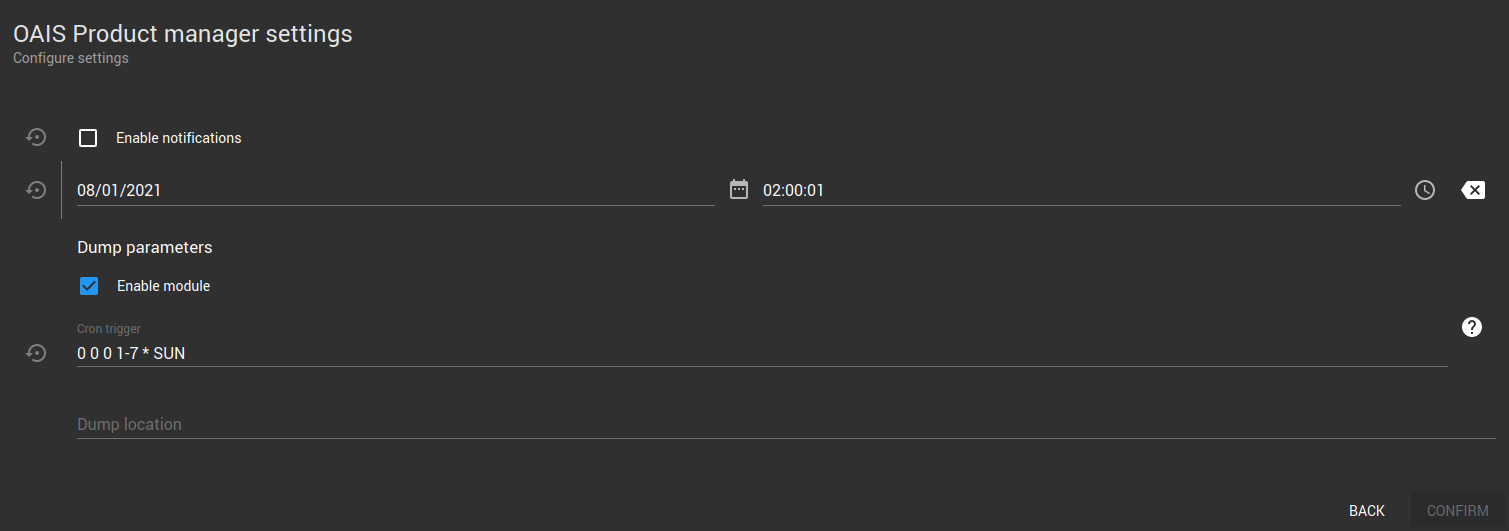 OAIS Product manager settings
Configure settings
Enable notifications
08/01/2021 02:00:01
Dump parameters
Enable module
Cron trigger
?
0 0 0 1-7 * SUN
Dump location
BACK CONFIRM